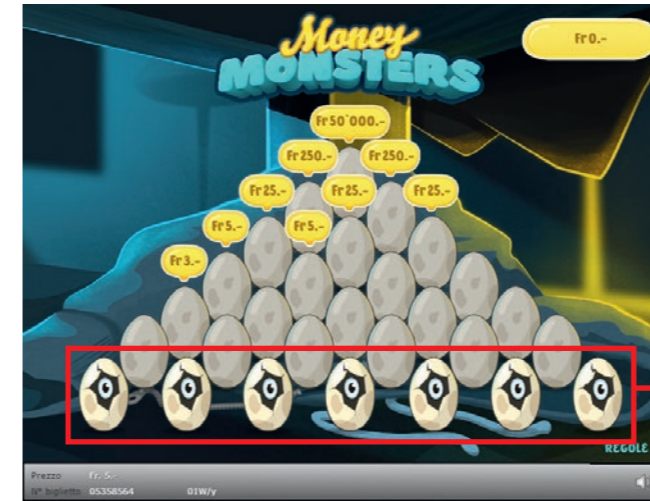 Money
MONSTERS
Fr 0.-
Fr 50'000.-
Fr 250.- Fr 250.-
Fr 25.- Fr 25.- Fr 25.-
Fr 5.- Fr 5.-
Fr 3.-
REGOLE
Prezzo fr. 5.-
N° biglietto 05358564 01W/y